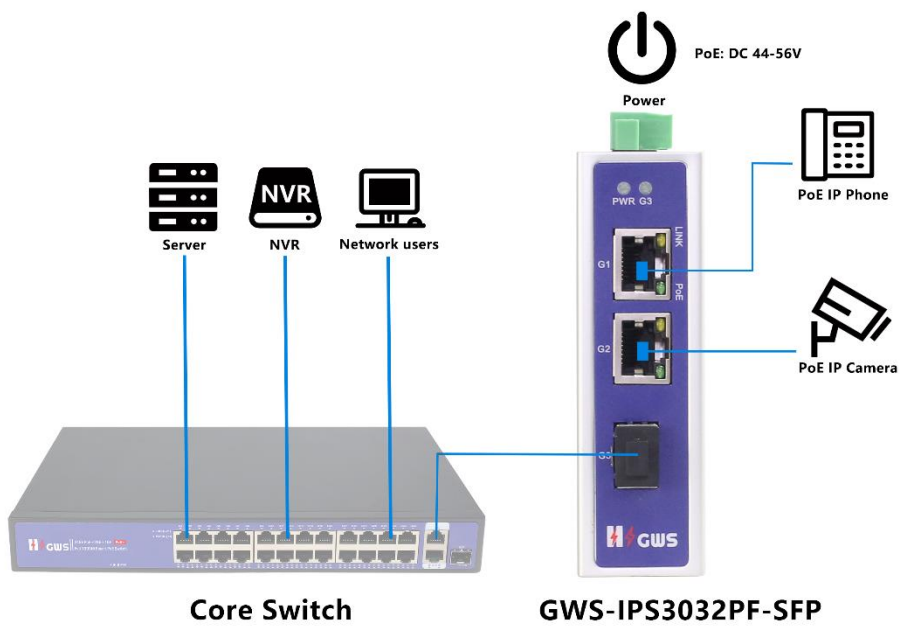 PoE: DC 44-56V
Power
NVR
Server
NVR
Network users
PoE IP Phone
PoE IP Camera
PWR G3
LINK
G1
PoE
G2
GWS
GWS
Core Switch
GWS-IPS3032PF-SFP